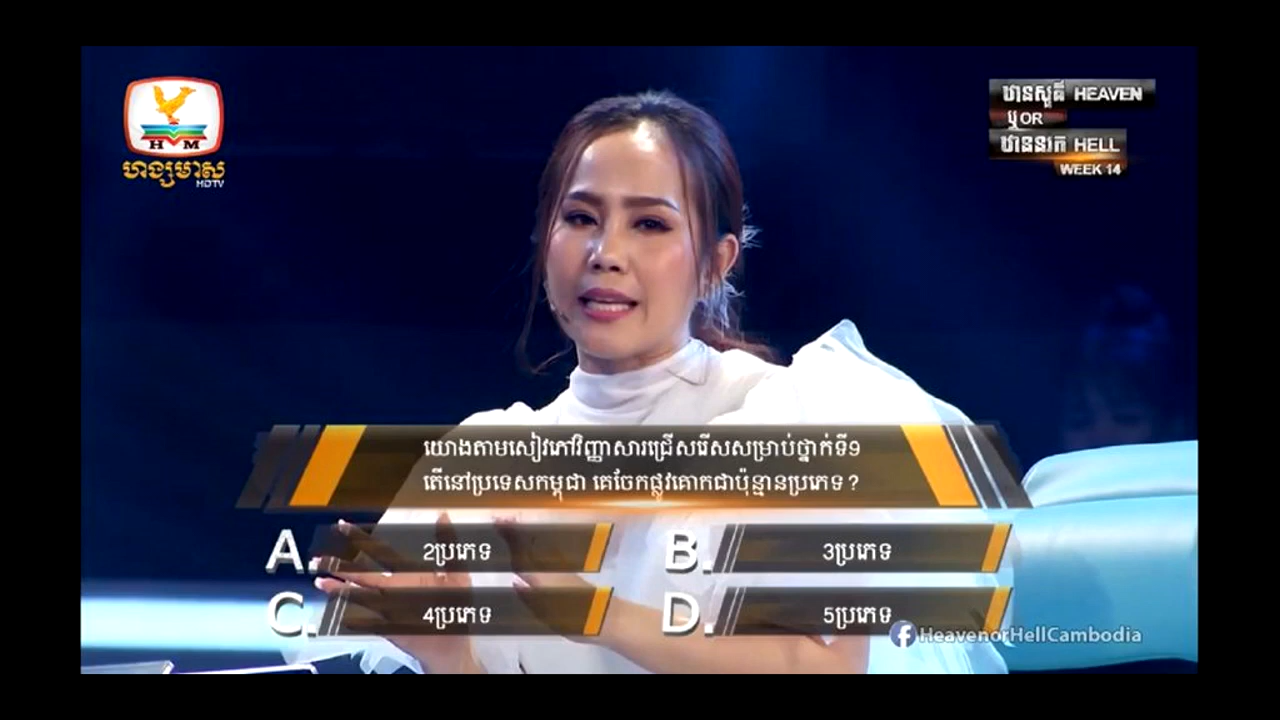 HM
ហង្សមាស
HDTV
ឋានសួគ៌ HEAVEN
ឬOR
ឋាននរក HELL
WEEK 14
យោងតាមសៀវភៅវិញ្ញាសារជ្រើសរើសសម្រាប់ថ្នាក់ទី9
តើនៅប្រទេសកម្ពុជា គេចែកផ្លូវគោកជាប៉ុន្មានប្រភេទ?
A. 2ប្រភេទ
B. 3ប្រភេទ
C. 4ប្រភេទ
D. 5ប្រភេទ
HeavenorHellCambodia